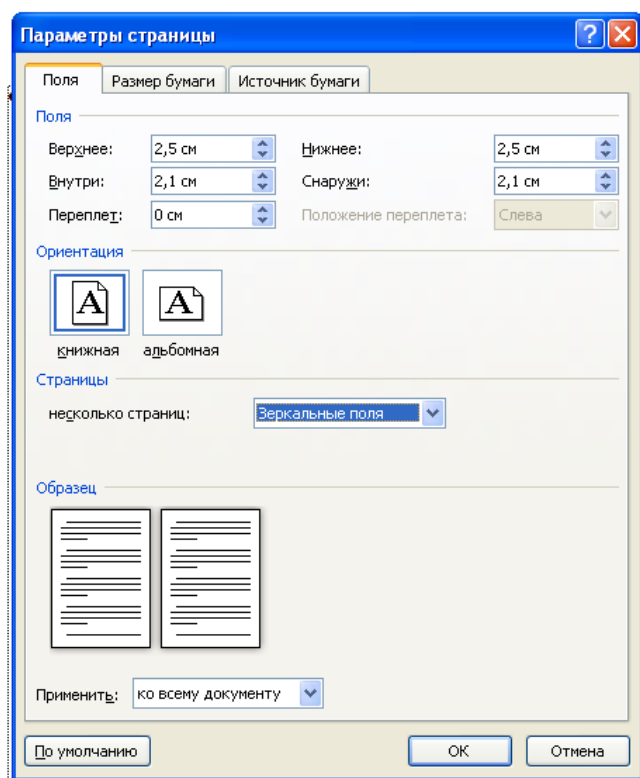 Параметры страницы
Поля Размер бумаги Источник бумаги
Поля
Верхнее: 2,5 см Нижнее: 2,5 см
Внутри: 2,1 см Снаружи: 2,1 см
Переплет: 0 см Положение переплета: Слева
Ориентация
A A
книжная альбомная
Страницы
несколько страниц: Зеркальные поля
Образец
Применить: ко всему документу
По умолчанию ОК Отмена